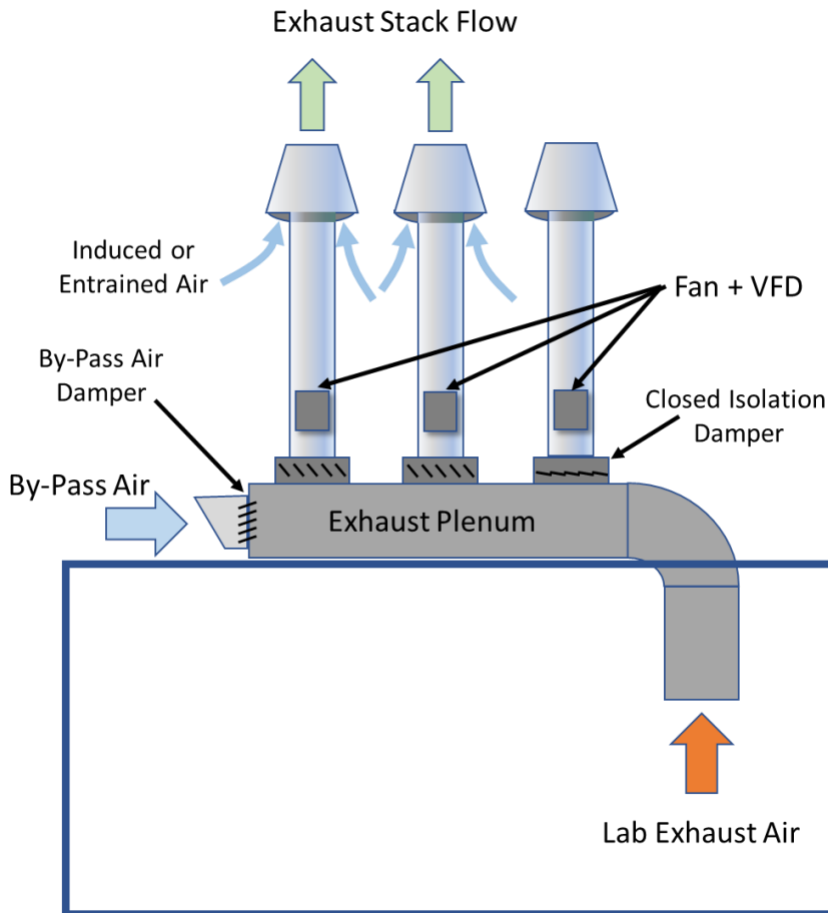 Exhaust Stack Flow
Induced or
Entrained Air
Fan + VFD
By-Pass Air
Damper
Closed Isolation
Damper
By-Pass Air
Exhaust Plenum
Lab Exhaust Air